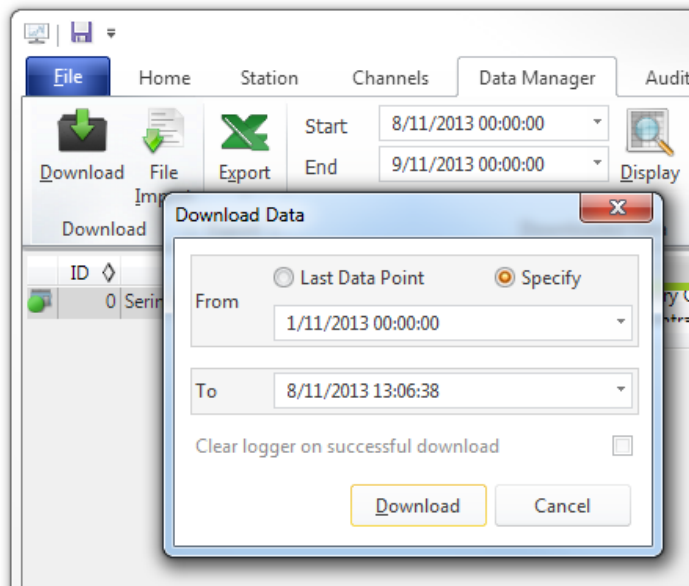 File Home Station Channels Data Manager Audit
Start 8/11/2013 00:00:00
Download File Export End 9/11/2013 00:00:00 Display
Download
Download Data
ID
0
Last Data Point Specify
From
1/11/2013 00:00:00
To 8/11/2013 13:06:38
Clear logger on successful download
Download Cancel